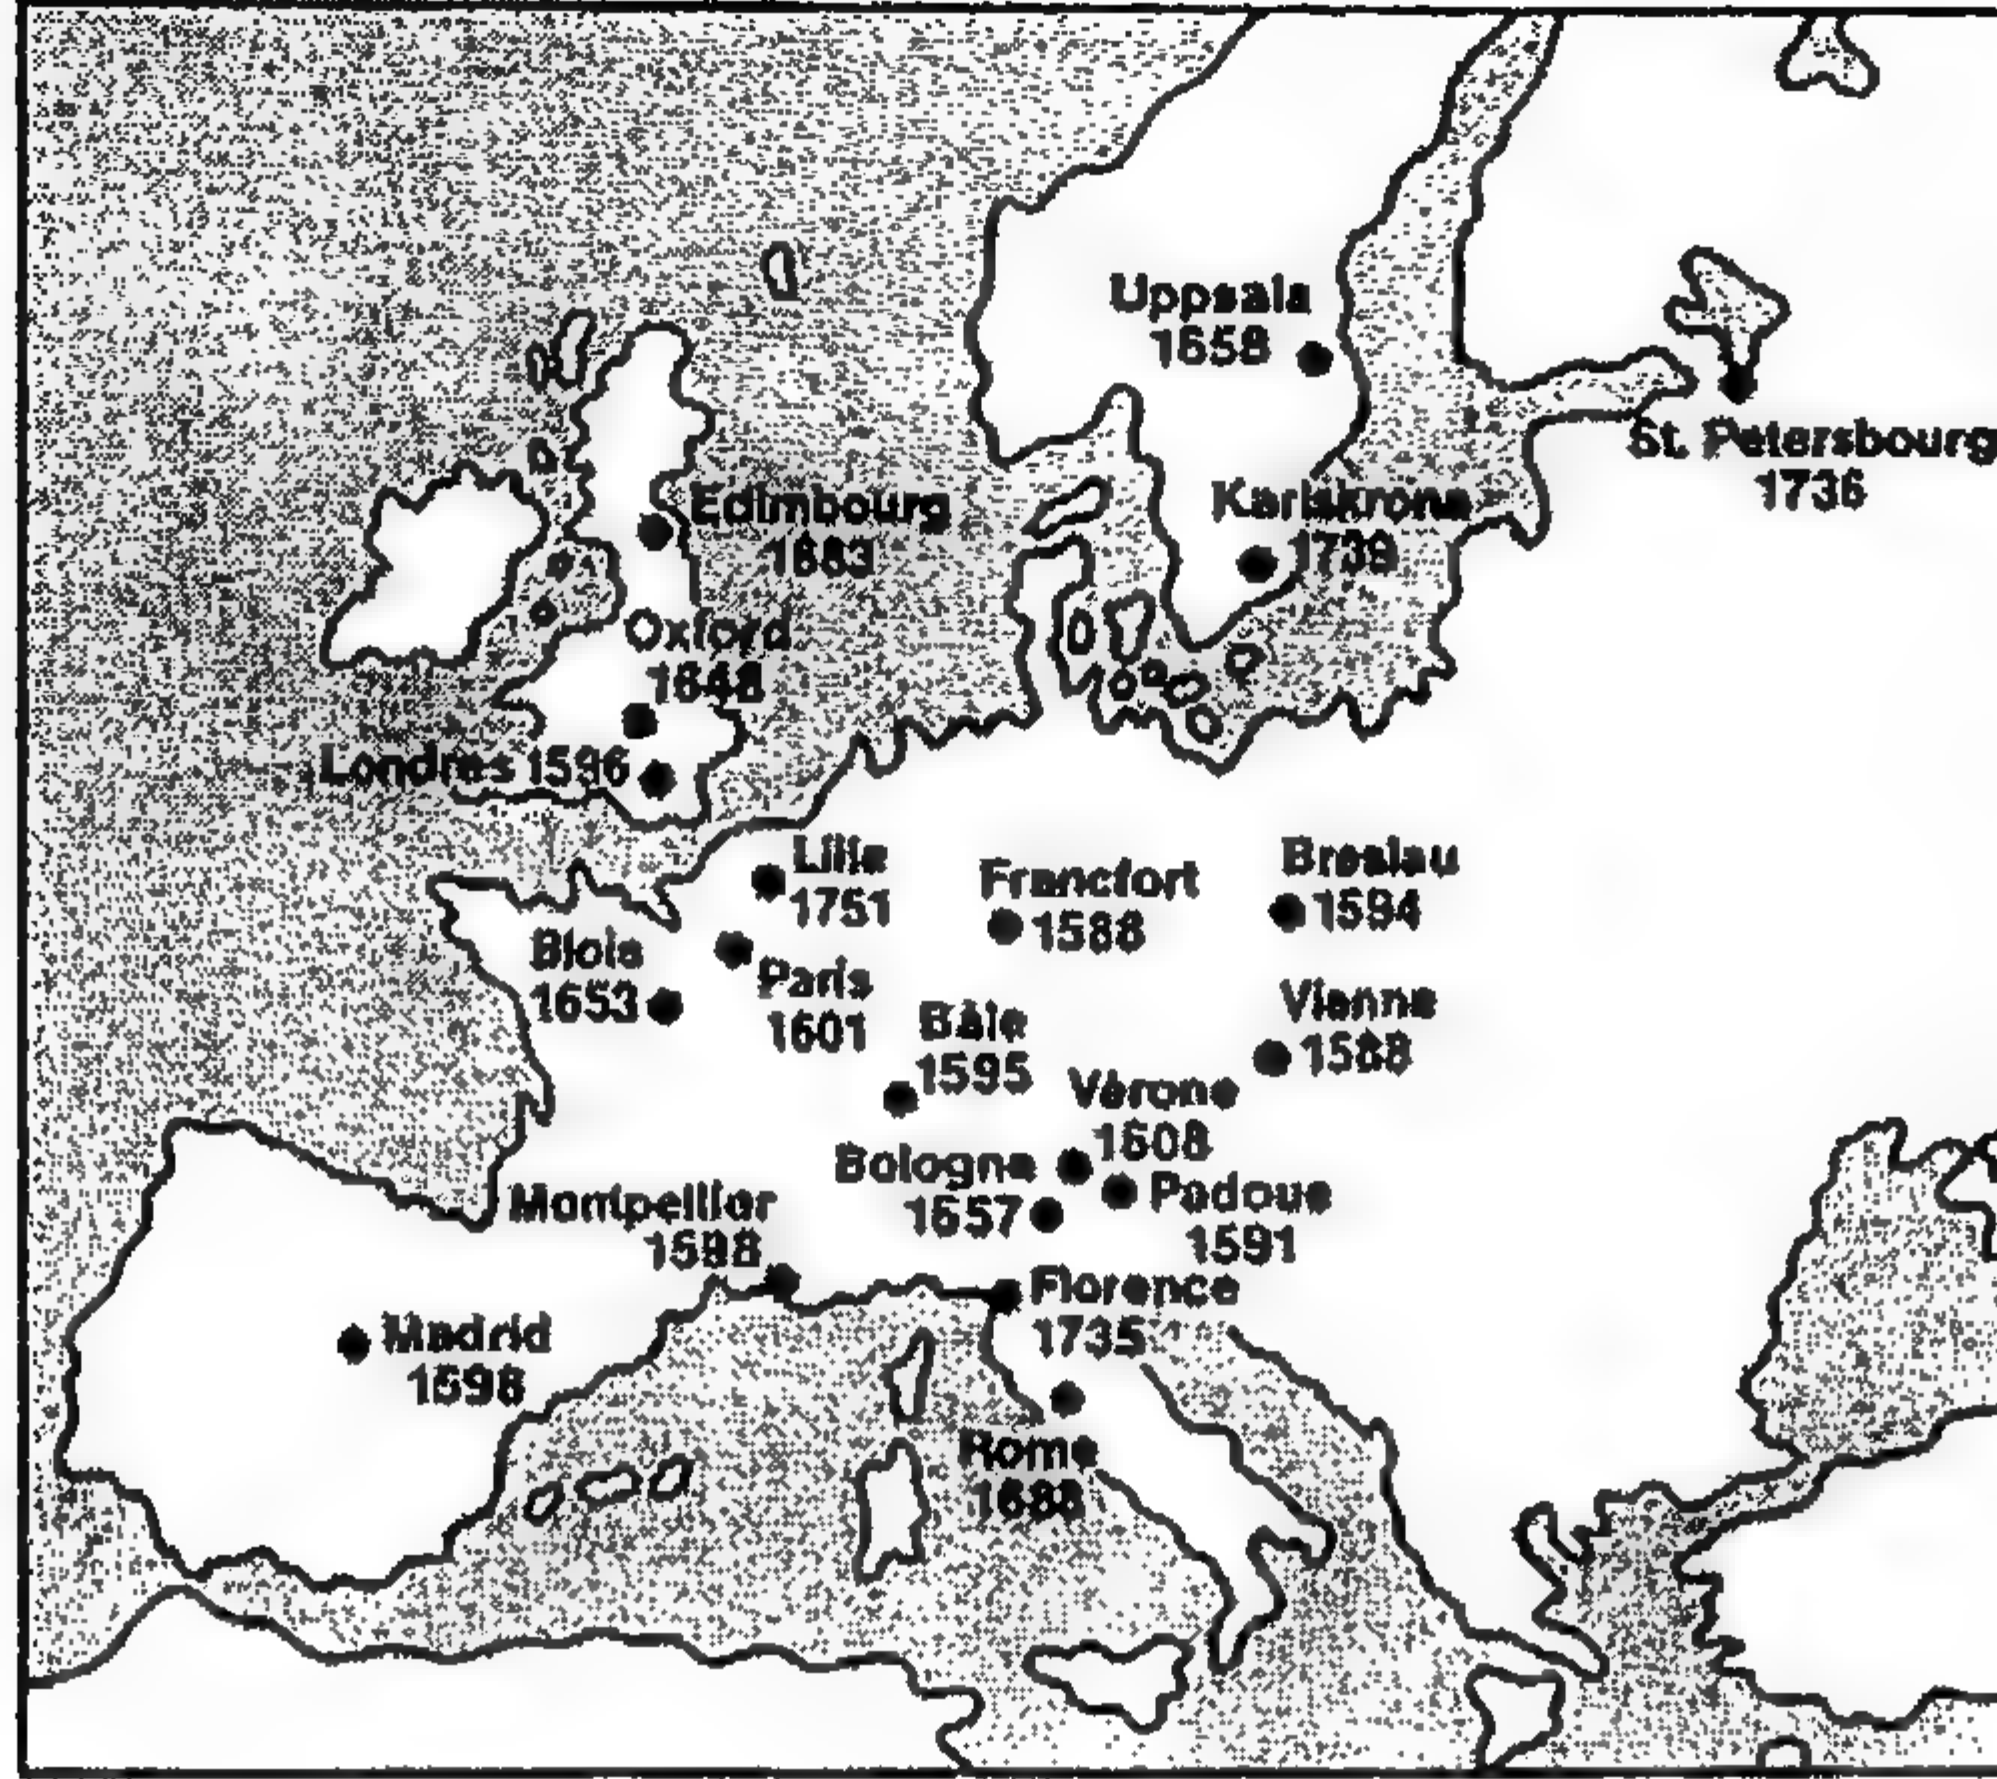 Uppsala
1658
St. Petersbourg
1736
Edimbourg
1683
Karlskrona
1739
Oxford
1648
Londres 1596
Lille
1751
Francfort
1588
Breslau
1594
Blois
1653
Paris
1601
Bâle
1595
Vienne
1588
Vérone
1608
Bologne
1657
Padoue
1591
Montpellier
1598
Florence
1735
Madrid
1598
Rome